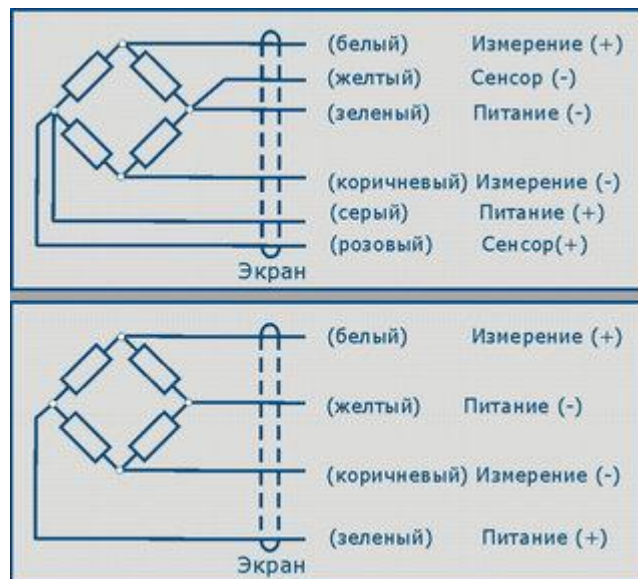 (белый) Измерение (+)
(желтый) Сенсор (-)
(зеленый) Питание (-)
(коричневый) Измерение (-)
(серый) Питание (+)
(розовый) Сенсор(+)
Экран
(белый) Измерение (+)
(желтый) Питание (-)
(коричневый) Измерение (-)
(зеленый) Питание (+)
Экран